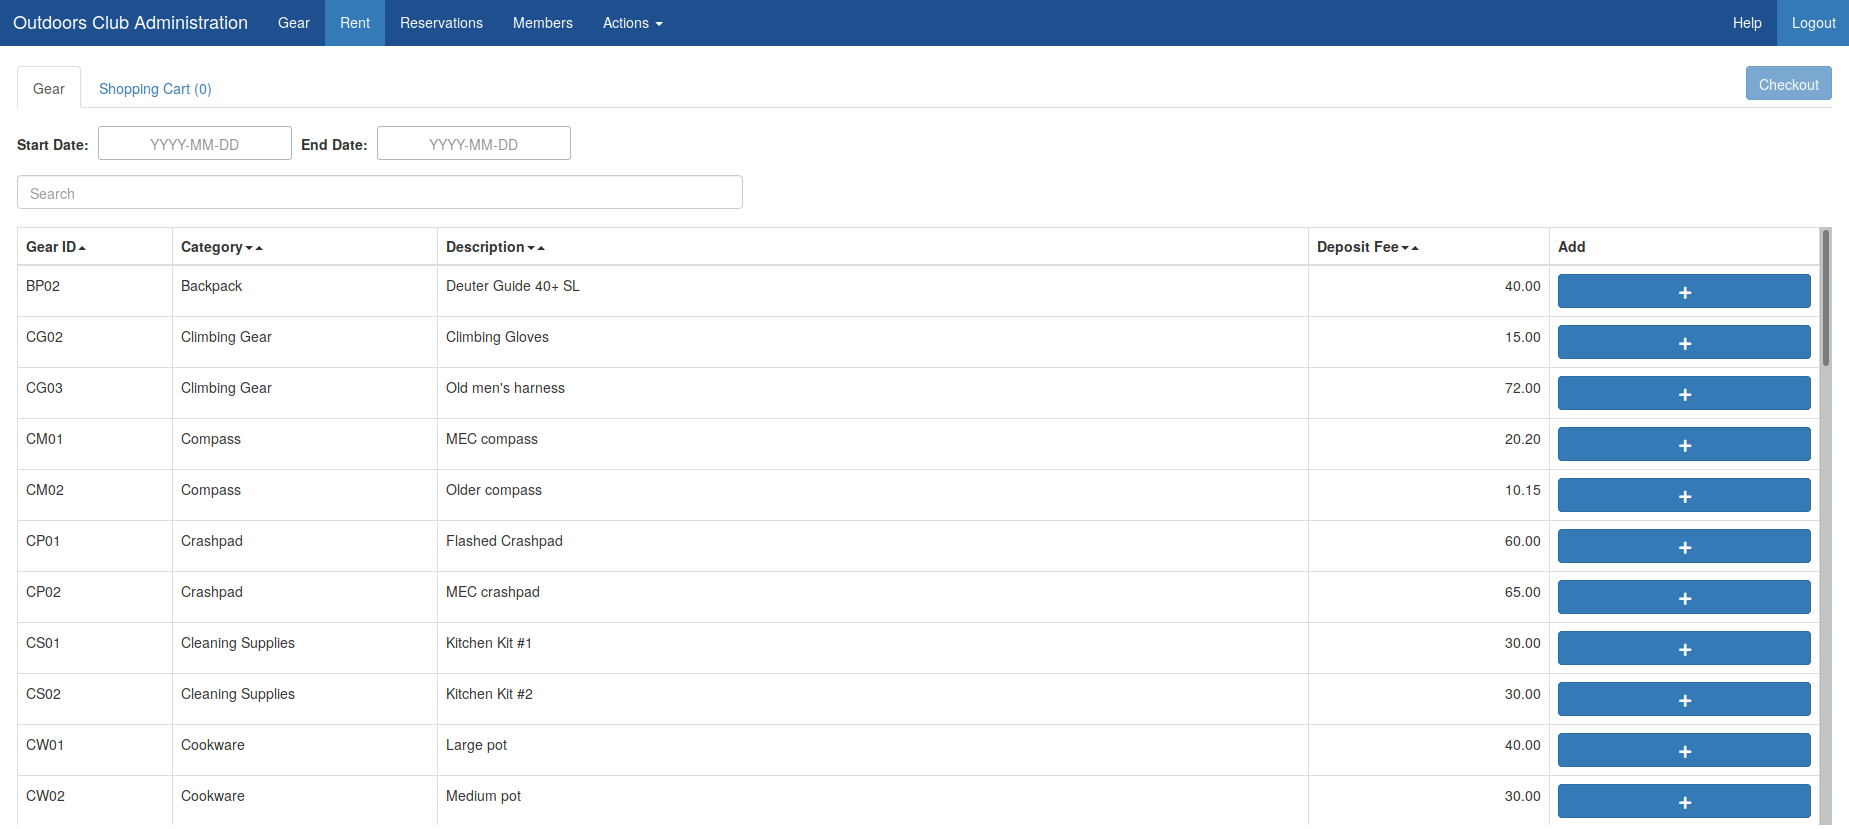 Outdoors Club Administration Gear Rent Reservations Members Actions Help Logout
Gear Shopping Cart (0) Checkout
Start Date: YYYY-MM-DD End Date: YYYY-MM-DD
Search
Gear ID Category Description Deposit Fee Add
BP02 Backpack Deuter Guide 40+ SL 40.00 +
CG02 Climbing Gear Climbing Gloves 15.00 +
CG03 Climbing Gear Old men's harness 72.00 +
CM01 Compass MEC compass 20.20 +
CM02 Compass Older compass 10.15 +
CP01 Crashpad Flashed Crashpad 60.00 +
CP02 Crashpad MEC crashpad 65.00 +
CS01 Cleaning Supplies Kitchen Kit #1 30.00 +
CS02 Cleaning Supplies Kitchen Kit #2 30.00 +
CW01 Cookware Large pot 40.00 +
CW02 Cookware Medium pot 30.00 +